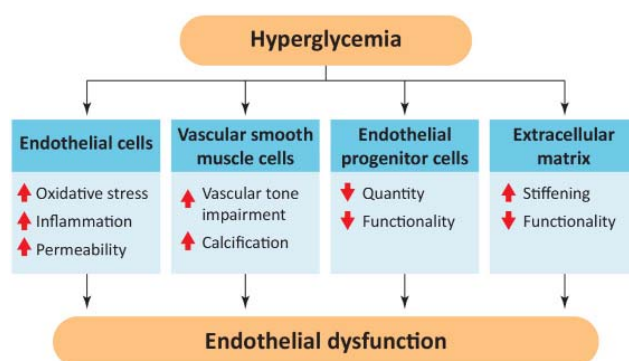 Hyperglycemia
Endothelial cells
Oxidative stress
Inflammation
Permeability
Vascular smooth
muscle cells
Vascular tone
impairment
Calcification
Endothelial
progenitor cells
Quantity
Functionality
Extracellular
matrix
Stiffening
Functionality
Endothelial dysfunction